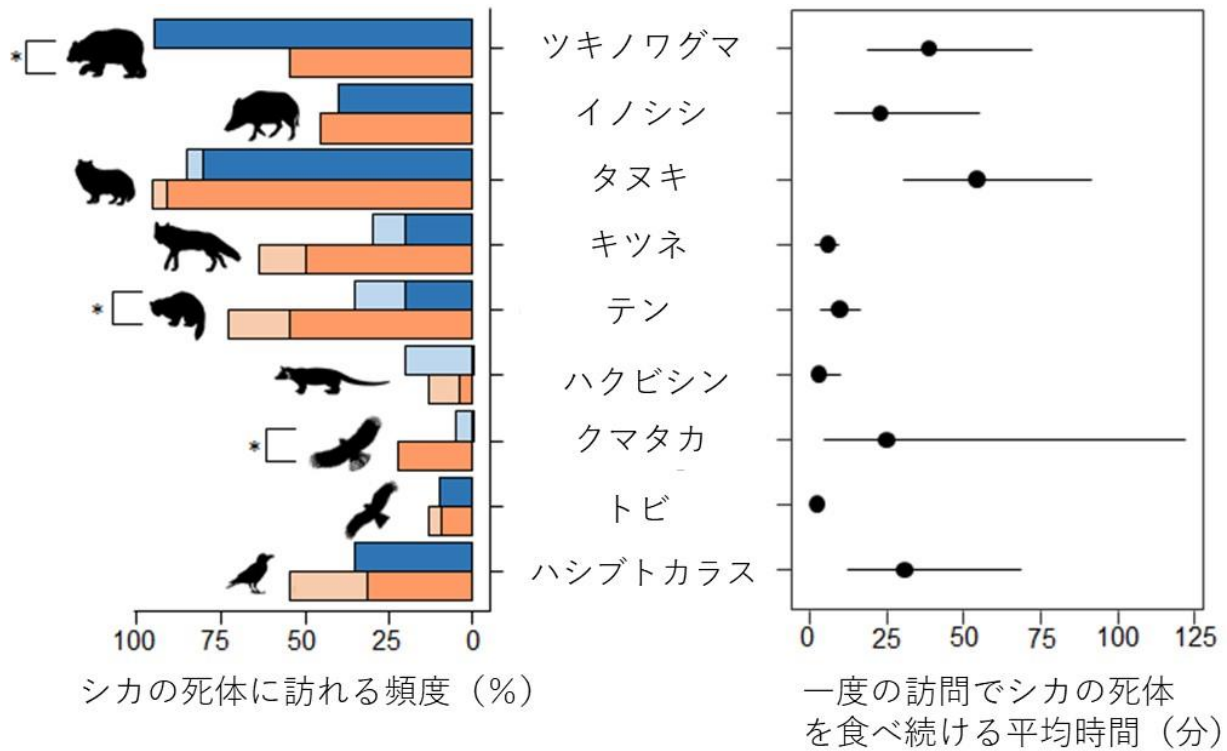 *
ツキノワグマ
イノシシ
タヌキ
キツネ
*
テン
ハクビシン
*
クマタカ
トビ
ハシブトカラス
100 75 50 25 0
シカの死体に訪れる頻度（%）
0 25 50 75 100 125
一度の訪問でシカの死体
を食べ続ける平均時間（分）